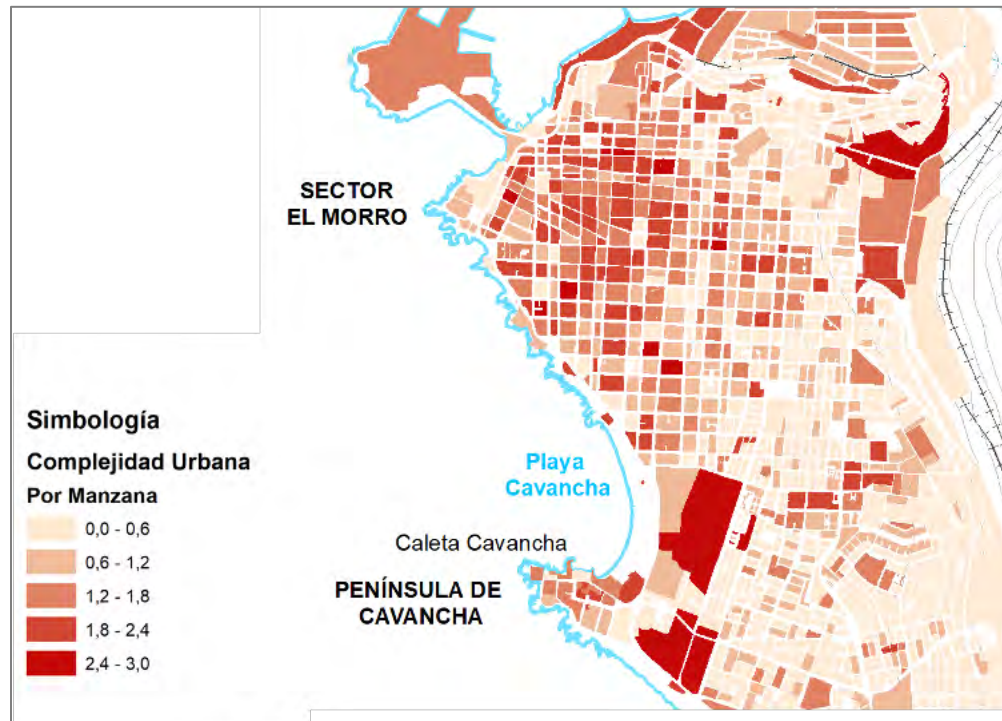 SECTOR
EL MORRO
Simbología
Complejidad Urbana
Por Manzana
0,0 - 0,6
0,6 - 1,2
1,2 - 1,8
1,8 - 2,4
2,4 - 3,0
Playa
Cavancha
Caleta Cavancha
PENÍNSULA DE
CAVANCHA